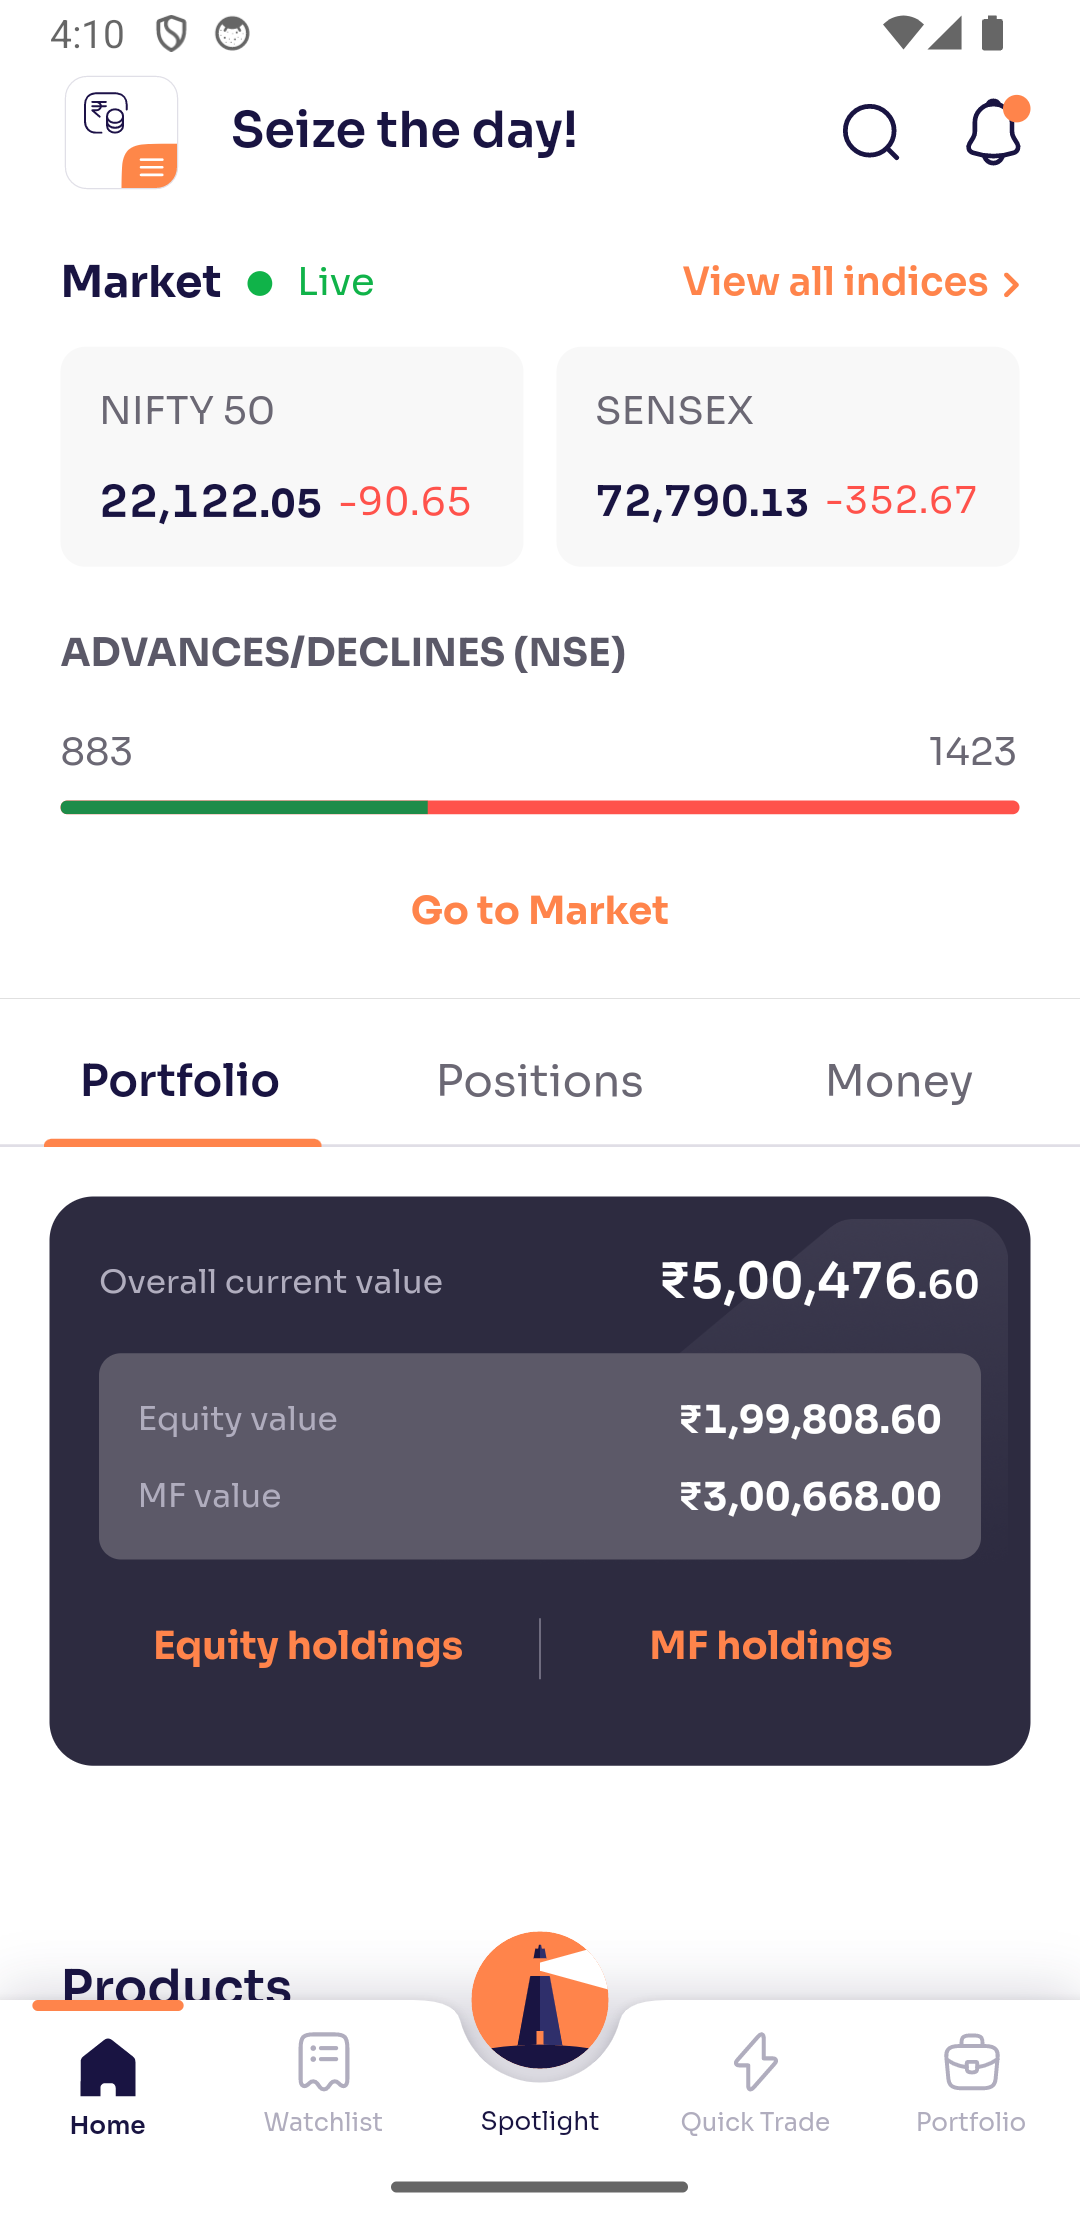 4:10
Seize the day!
Market Live View all indices
NIFTY 50
22,122.05 -90.65
SENSEX
72,790.13 -352.67
ADVANCES/DECLINES (NSE)
883 1423
Go to Market
Portfolio Positions Money
Overall current value ₹5,00,476.60
Equity value ₹1,99,808.60
MF value ₹3,00,668.00
Equity holdings MF holdings
Products
Home Watchlist Spotlight Quick Trade Portfolio